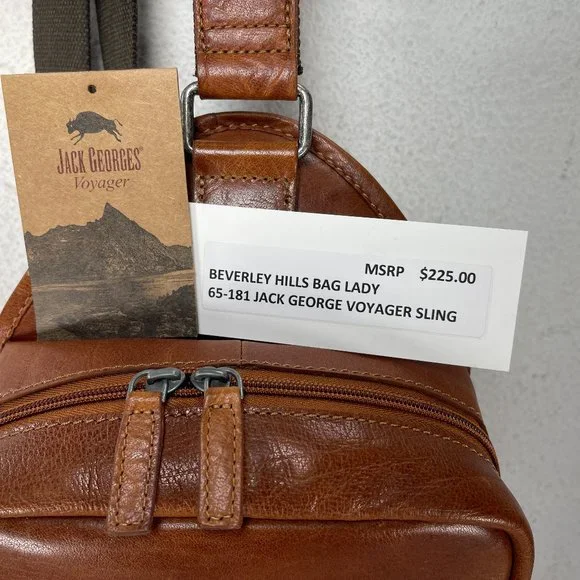 JACK GEORGES®
Voyager
MSRP $225.00
BEVERLEY HILLS BAG LADY
65-181 JACK GEORGE VOYAGER SLING